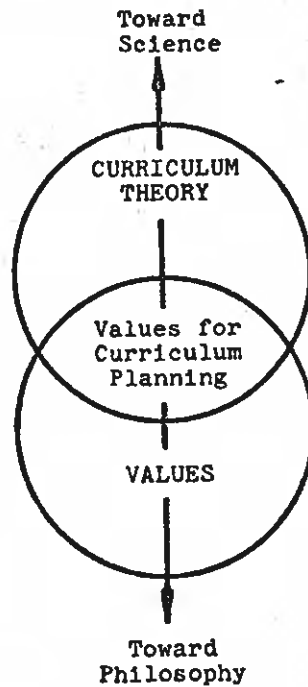 Toward
Science
CURRICULUM
THEORY
Values for
Curriculum
Planning
VALUES
Toward
Philosophy